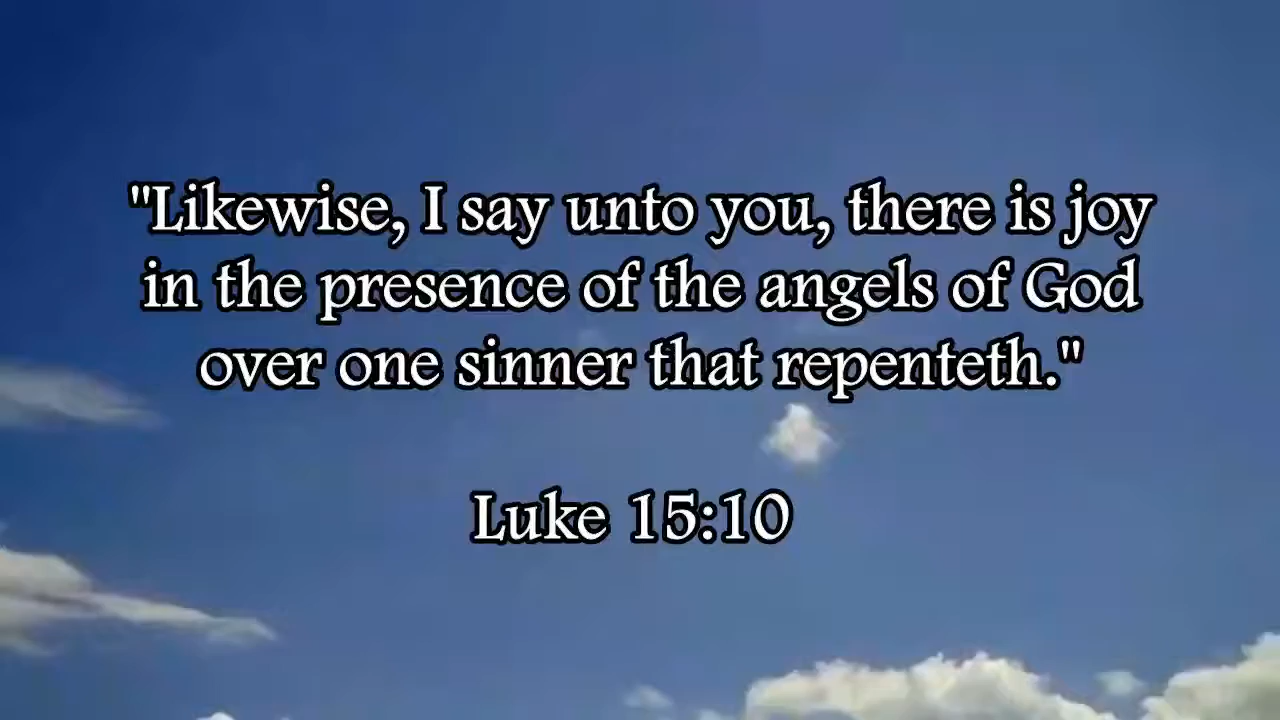 "Likewise, I say unto you, there is joy
in the presence of the angels of God
over one sinner that repenteth."
Luke 15:10